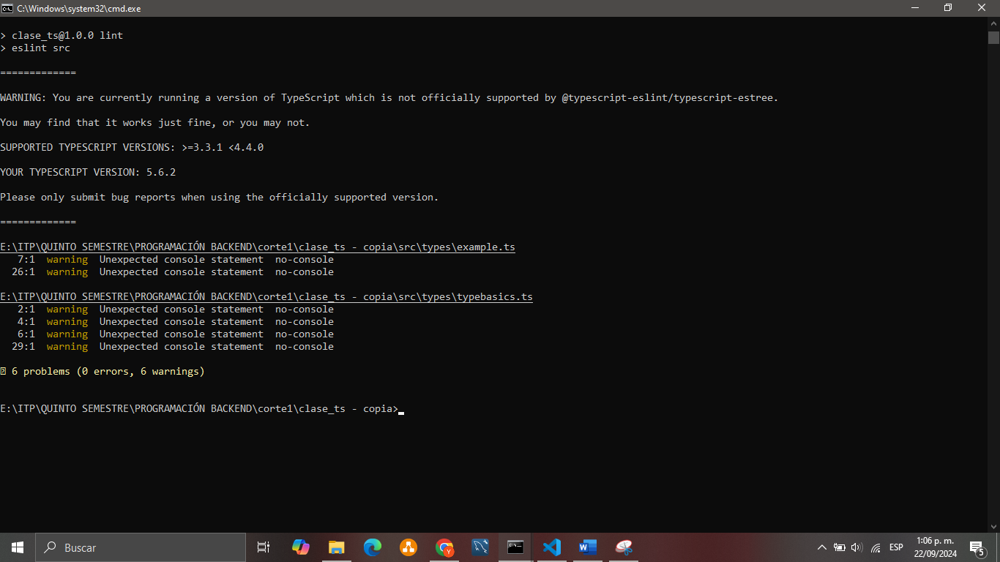 C:\Windows\system32\cmd.exe
> clase_ts@1.0.0 lint
> eslint src
=============
WARNING: You are currently running a version of TypeScript which is not officially supported by @typescript-eslint/typescript-estree.
You may find that it works just fine, or you may not.
SUPPORTED TYPESCRIPT VERSIONS: >=3.3.1 <4.4.0
YOUR TYPESCRIPT VERSION: 5.6.2
Please only submit bug reports when using the officially supported version.
=============
E:\ITP\QUINTO SEMESTRE\PROGRAMACIÓN BACKEND\corte1\clase_ts - copia\src\types\example.ts
7:1 warning Unexpected console statement no-console
26:1 warning Unexpected console statement no-console
E:\ITP\QUINTO SEMESTRE\PROGRAMACIÓN BACKEND\corte1\clase_ts - copia\src\types\typebasics.ts
2:1 warning Unexpected console statement no-console
4:1 warning Unexpected console statement no-console
6:1 warning Unexpected console statement no-console
29:1 warning Unexpected console statement no-console
6 problems (0 errors, 6 warnings)
E:\ITP\QUINTO SEMESTRE\PROGRAMACIÓN BACKEND\corte1\clase_ts - copia>
Buscar
ESP
1:06 p. m.
22/09/2024
5